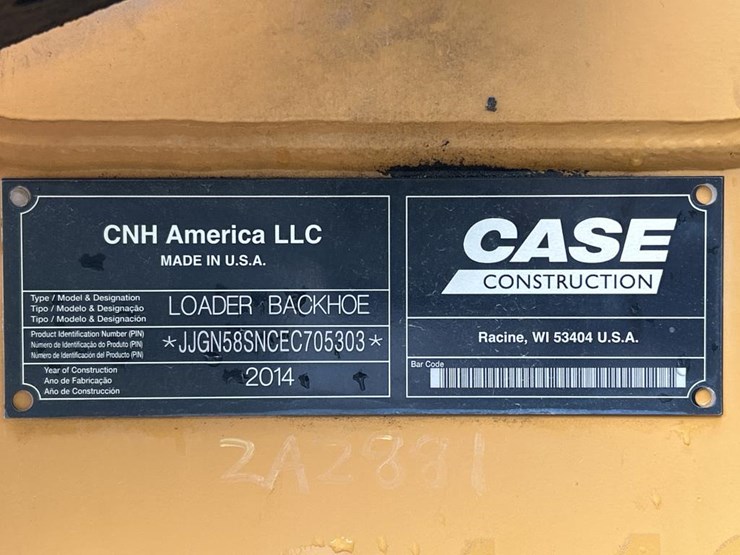 CNH America LLC
MADE IN U.S.A.
Type / Model & Designation
Tipo / Modelo & Designação
Tipo / Modelo & Designación
LOADER BACKHOE
Product Identification Number (PIN)
Número de Identificação do Produto (PIN)
Número de Identificación del Producto (PIN)
*JJGN58SNCEC705303*
Year of Construction
Ano de Fabricação
Año de Construcción
2014
CASE
CONSTRUCTION
Racine, WI 53404 U.S.A.
Bar Code
2A2881